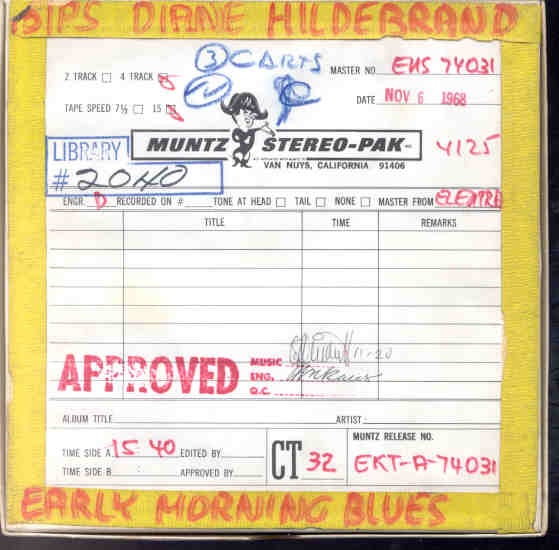 DIPS DIANE HILDEBRAND
3 CARTS
2 TRACK 4 TRACK MASTER NO. EKS 74031
TAPE SPEED 7½ 15 DATE NOV 6 1968
LIBRARY MUNTZ STEREO-PAK INC. 4125
VAN NUYS, CALIFORNIA 91406
#2040
ENGR. D RECORDED ON # TONE AT HEAD TAIL NONE MASTER FROM ELEKTRA
TITLE TIME REMARKS
APPROVED
MUSIC 11-20
ENG.
Q.C.
ALBUM TITLE ARTIST:
TIME SIDE A 15 40 EDITED BY CT 32 MUNTZ RELEASE NO.
TIME SIDE B APPROVED BY EKT-A-74031
EARLY MORNING BLUES